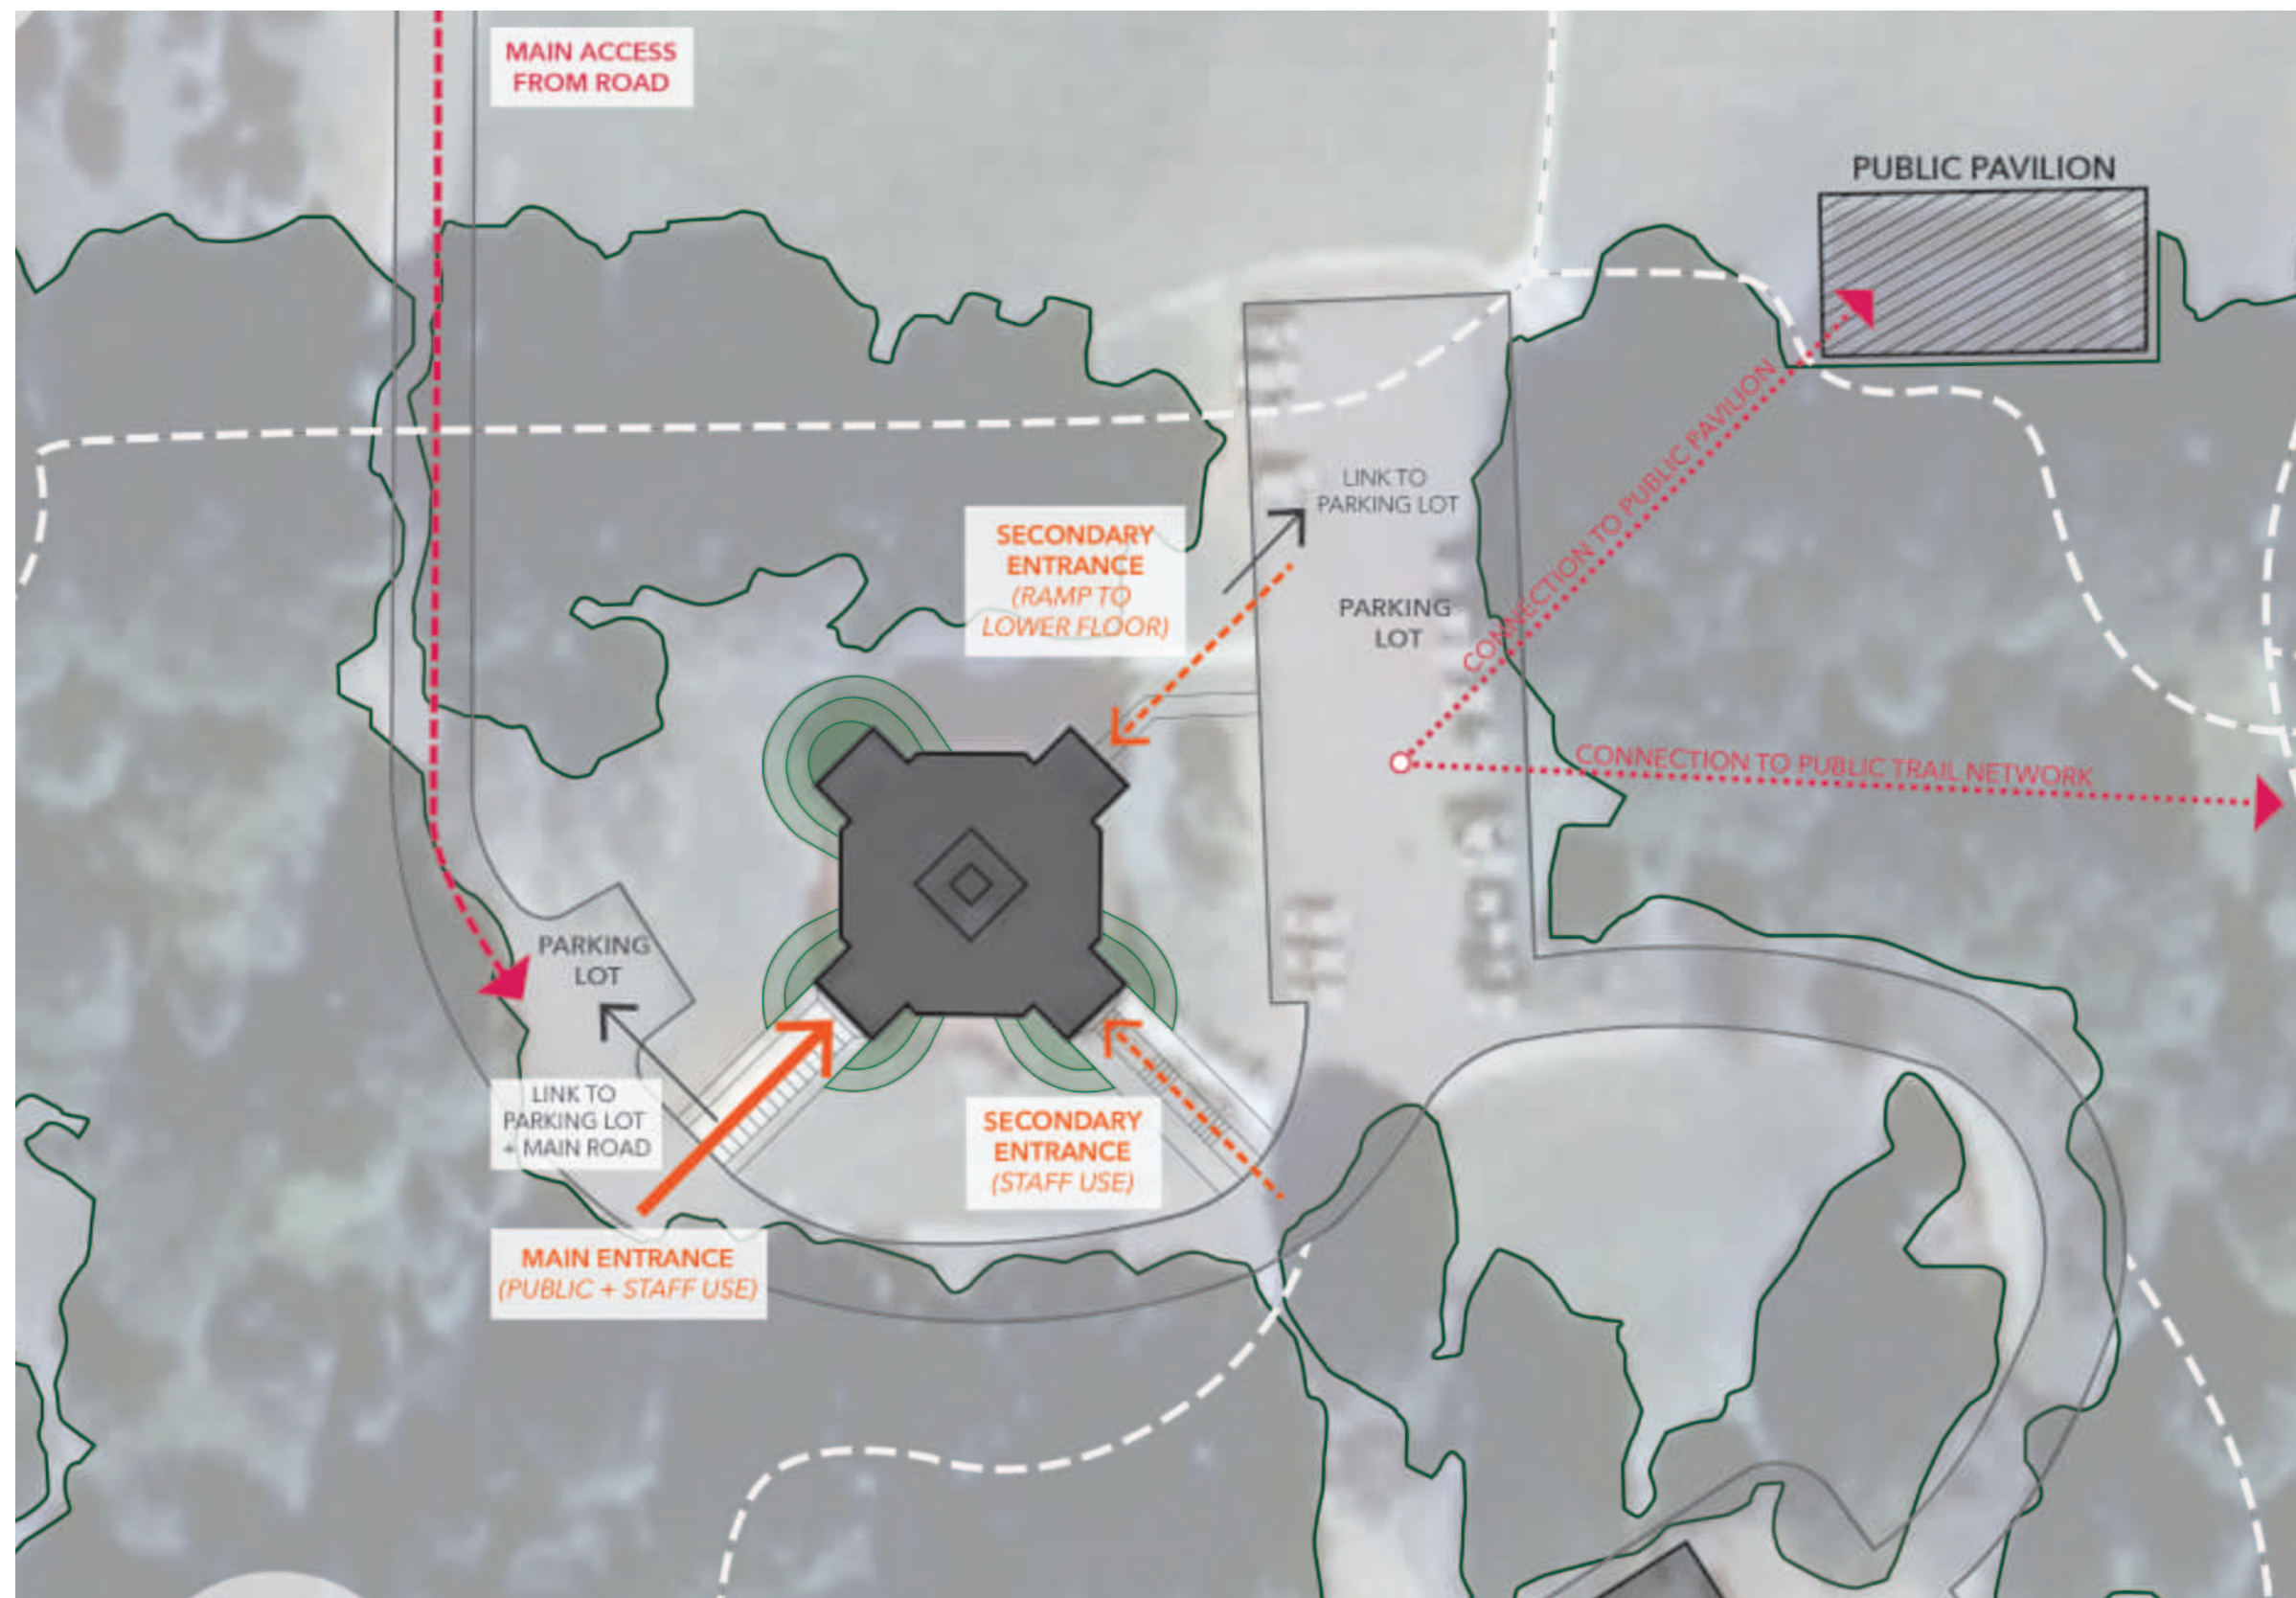 MAIN ACCESS
FROM ROAD
PUBLIC PAVILION
LINK TO
PARKING LOT
SECONDARY
ENTRANCE
(RAMP TO
LOWER FLOOR)
PARKING
LOT
CONNECTION TO PUBLIC PAVILION
CONNECTION TO PUBLIC TRAIL NETWORK
PARKING
LOT
LINK TO
PARKING LOT
+ MAIN ROAD
SECONDARY
ENTRANCE
(STAFF USE)
MAIN ENTRANCE
(PUBLIC + STAFF USE)